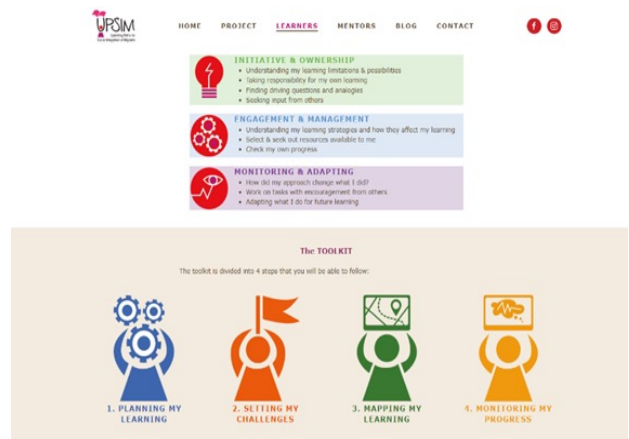 UPSIM
HOME PROJECT LEARNERS MENTORS BLOG CONTACT
INITIATIVE & OWNERSHIP
• Understanding my learning limitations & possibilities
• Taking responsibility for my own learning
• Finding driving questions and analogies
• Seeking input from others
ENGAGEMENT & MANAGEMENT
• Understanding my learning strategies and how they affect my learning
• Select & seek out resources available to me
• Check my own progress
MONITORING & ADAPTING
• How did my approach change what I did?
• Work on tasks with encouragement from others
• Adapting what I do for future learning
The TOOLKIT
The toolkit is divided into 4 steps that you will be able to follow:
1. PLANNING MY
LEARNING
2. SETTING MY
CHALLENGES
3. MAPPING MY
LEARNING
4. MONITORING MY
PROGRESS